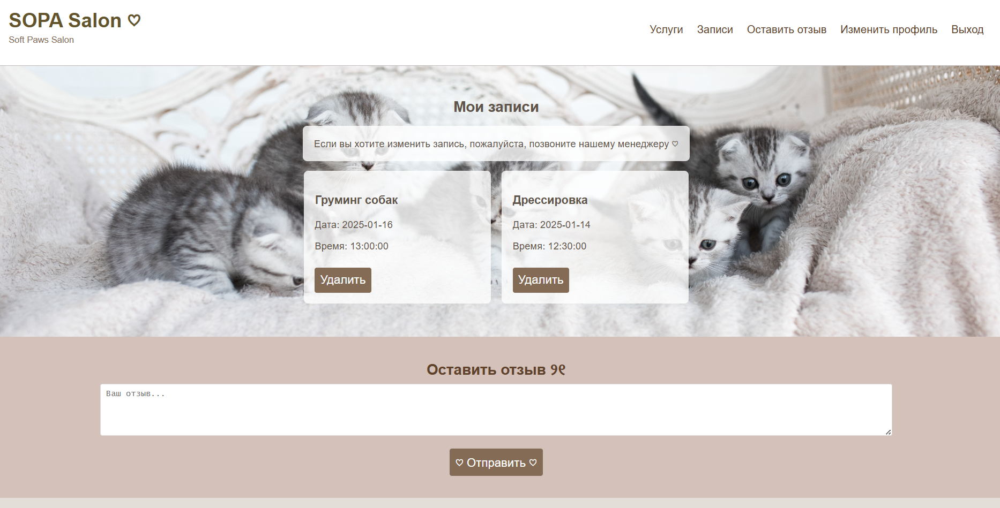 SOPA Salon ♡
Soft Paws Salon
Услуги Записи Оставить отзыв Изменить профиль Выход
Мои записи
Если вы хотите изменить запись, пожалуйста, позвоните нашему менеджеру ♡
Груминг собак
Дата: 2025-01-16
Время: 13:00:00
Удалить
Дрессировка
Дата: 2025-01-14
Время: 12:30:00
Удалить
Оставить отзыв ୨୧
Ваш отзыв...
♡ Отправить ♡